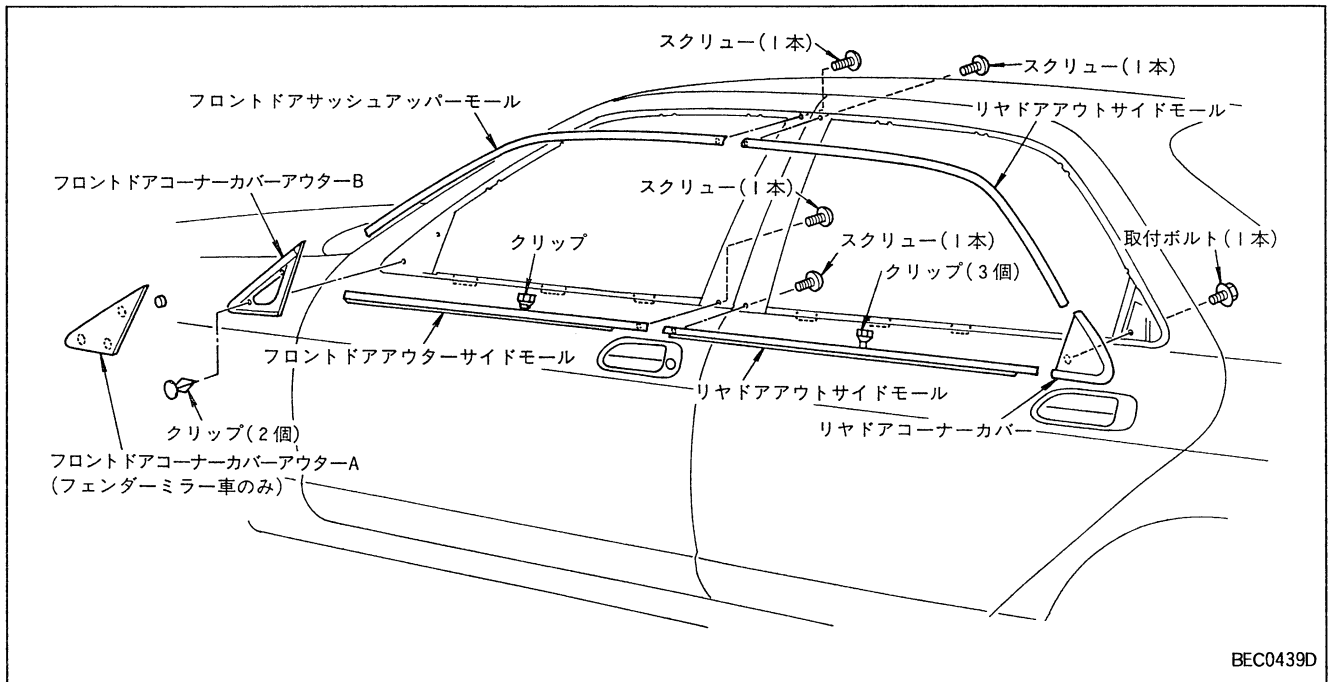 スクリュー(1本)
スクリュー(1本)
フロントドアサッシュアッパーモール
リヤドアアウトサイドモール
フロントドアコーナーカバーアウターB
スクリュー(1本)
クリップ
スクリュー(1本)
取付ボルト(1本)
クリップ(3個)
フロントドアアウターサイドモール
リヤドアアウトサイドモール
クリップ(2個)
リヤドアコーナーカバー
フロントドアコーナーカバーアウターA
(フェンダーミラー車のみ)
BEC0439D